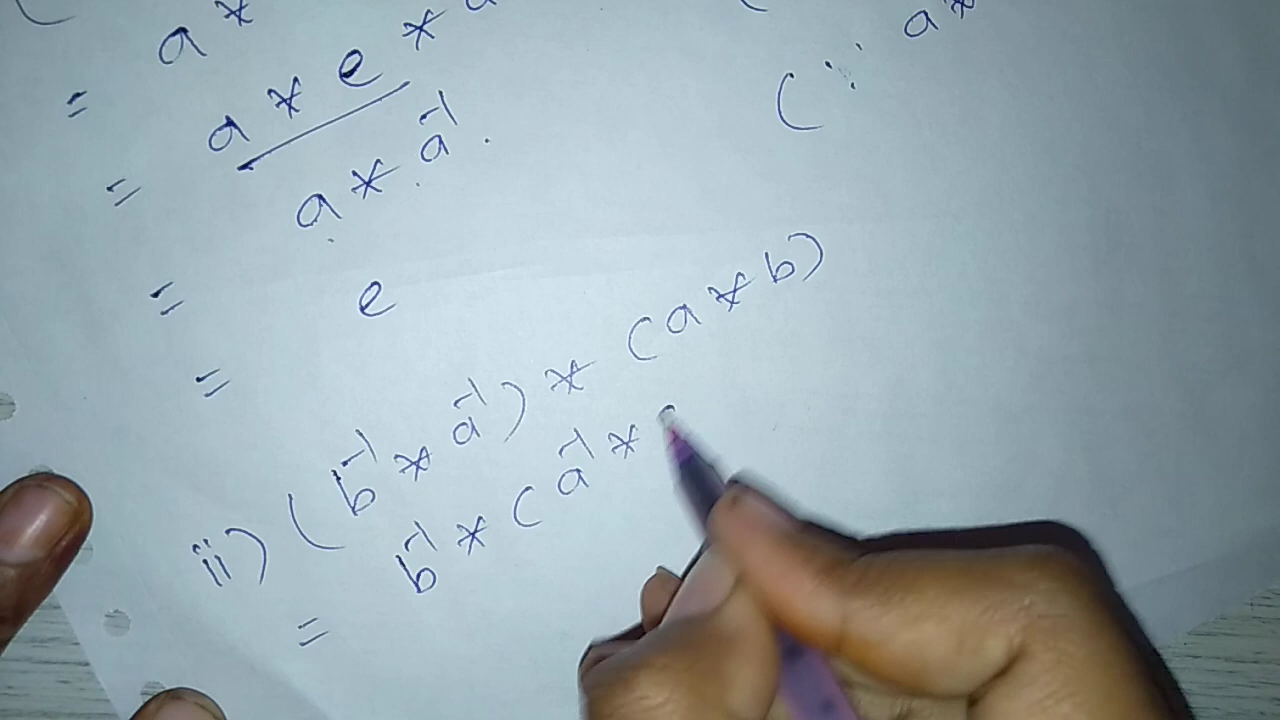 = a *
= a * e *
= a * a⁻¹ .
= e
(∵ a *
ii) (b⁻¹ * a⁻¹) * (a * b)
= b⁻¹ * (a⁻¹ *